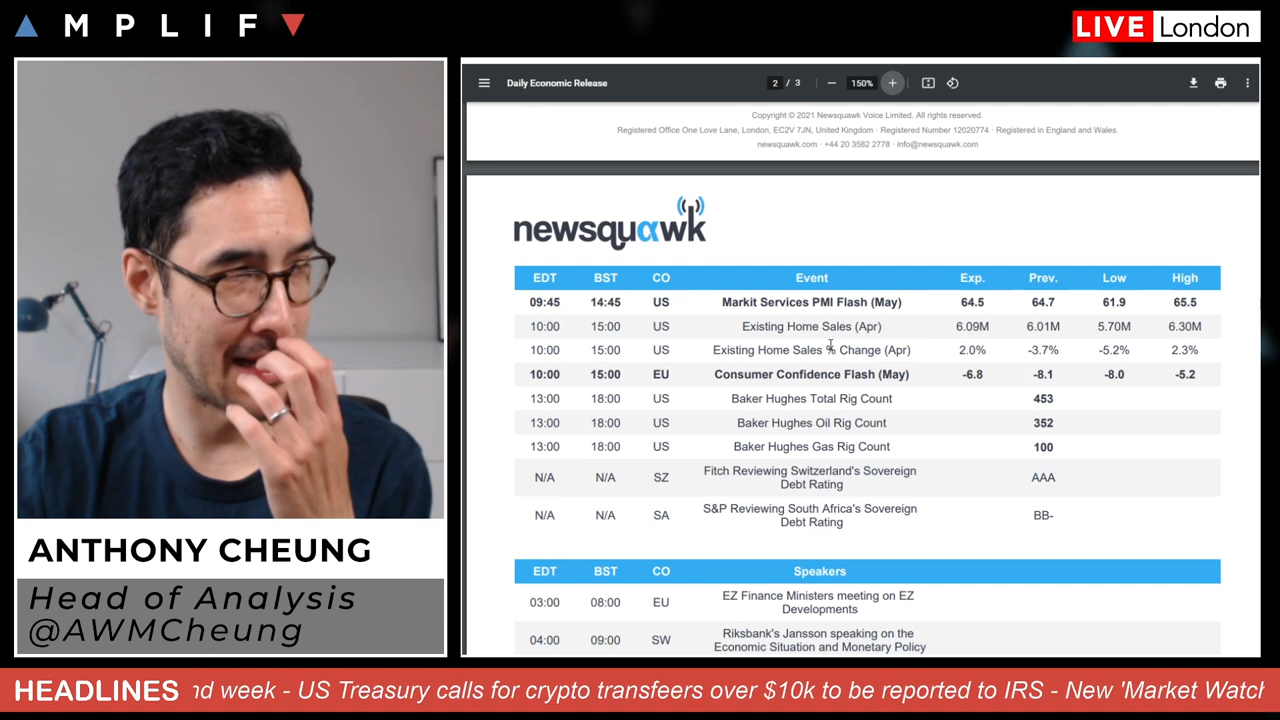 AMPLIFY
LIVE London
Daily Economic Release
2 / 3
150%
Copyright © 2021 Newsquawk Voice Limited. All rights reserved.
Registered Office One Love Lane, London, EC2V 7JN, United Kingdom · Registered Number 12020774 · Registered in England and Wales.
newsquawk.com · +44 20 3582 2778 · info@newsquawk.com
newsquawk
EDT BST CO Event Exp. Prev. Low High
09:45 14:45 US Markit Services PMI Flash (May) 64.5 64.7 61.9 65.5
10:00 15:00 US Existing Home Sales (Apr) 6.09M 6.01M 5.70M 6.30M
10:00 15:00 US Existing Home Sales % Change (Apr) 2.0% -3.7% -5.2% 2.3%
10:00 15:00 EU Consumer Confidence Flash (May) -6.8 -8.1 -8.0 -5.2
13:00 18:00 US Baker Hughes Total Rig Count 453
13:00 18:00 US Baker Hughes Oil Rig Count 352
13:00 18:00 US Baker Hughes Gas Rig Count 100
N/A N/A SZ Fitch Reviewing Switzerland's Sovereign
Debt Rating AAA
N/A N/A SA S&P Reviewing South Africa's Sovereign
Debt Rating BB-
EDT BST CO Speakers
03:00 08:00 EU EZ Finance Ministers meeting on EZ
Developments
04:00 09:00 SW Riksbank's Jansson speaking on the
Economic Situation and Monetary Policy
ANTHONY CHEUNG
Head of Analysis
@AWMCheung
HEADLINES nd week - US Treasury calls for crypto transfeers over $10k to be reported to IRS - New 'Market Watch